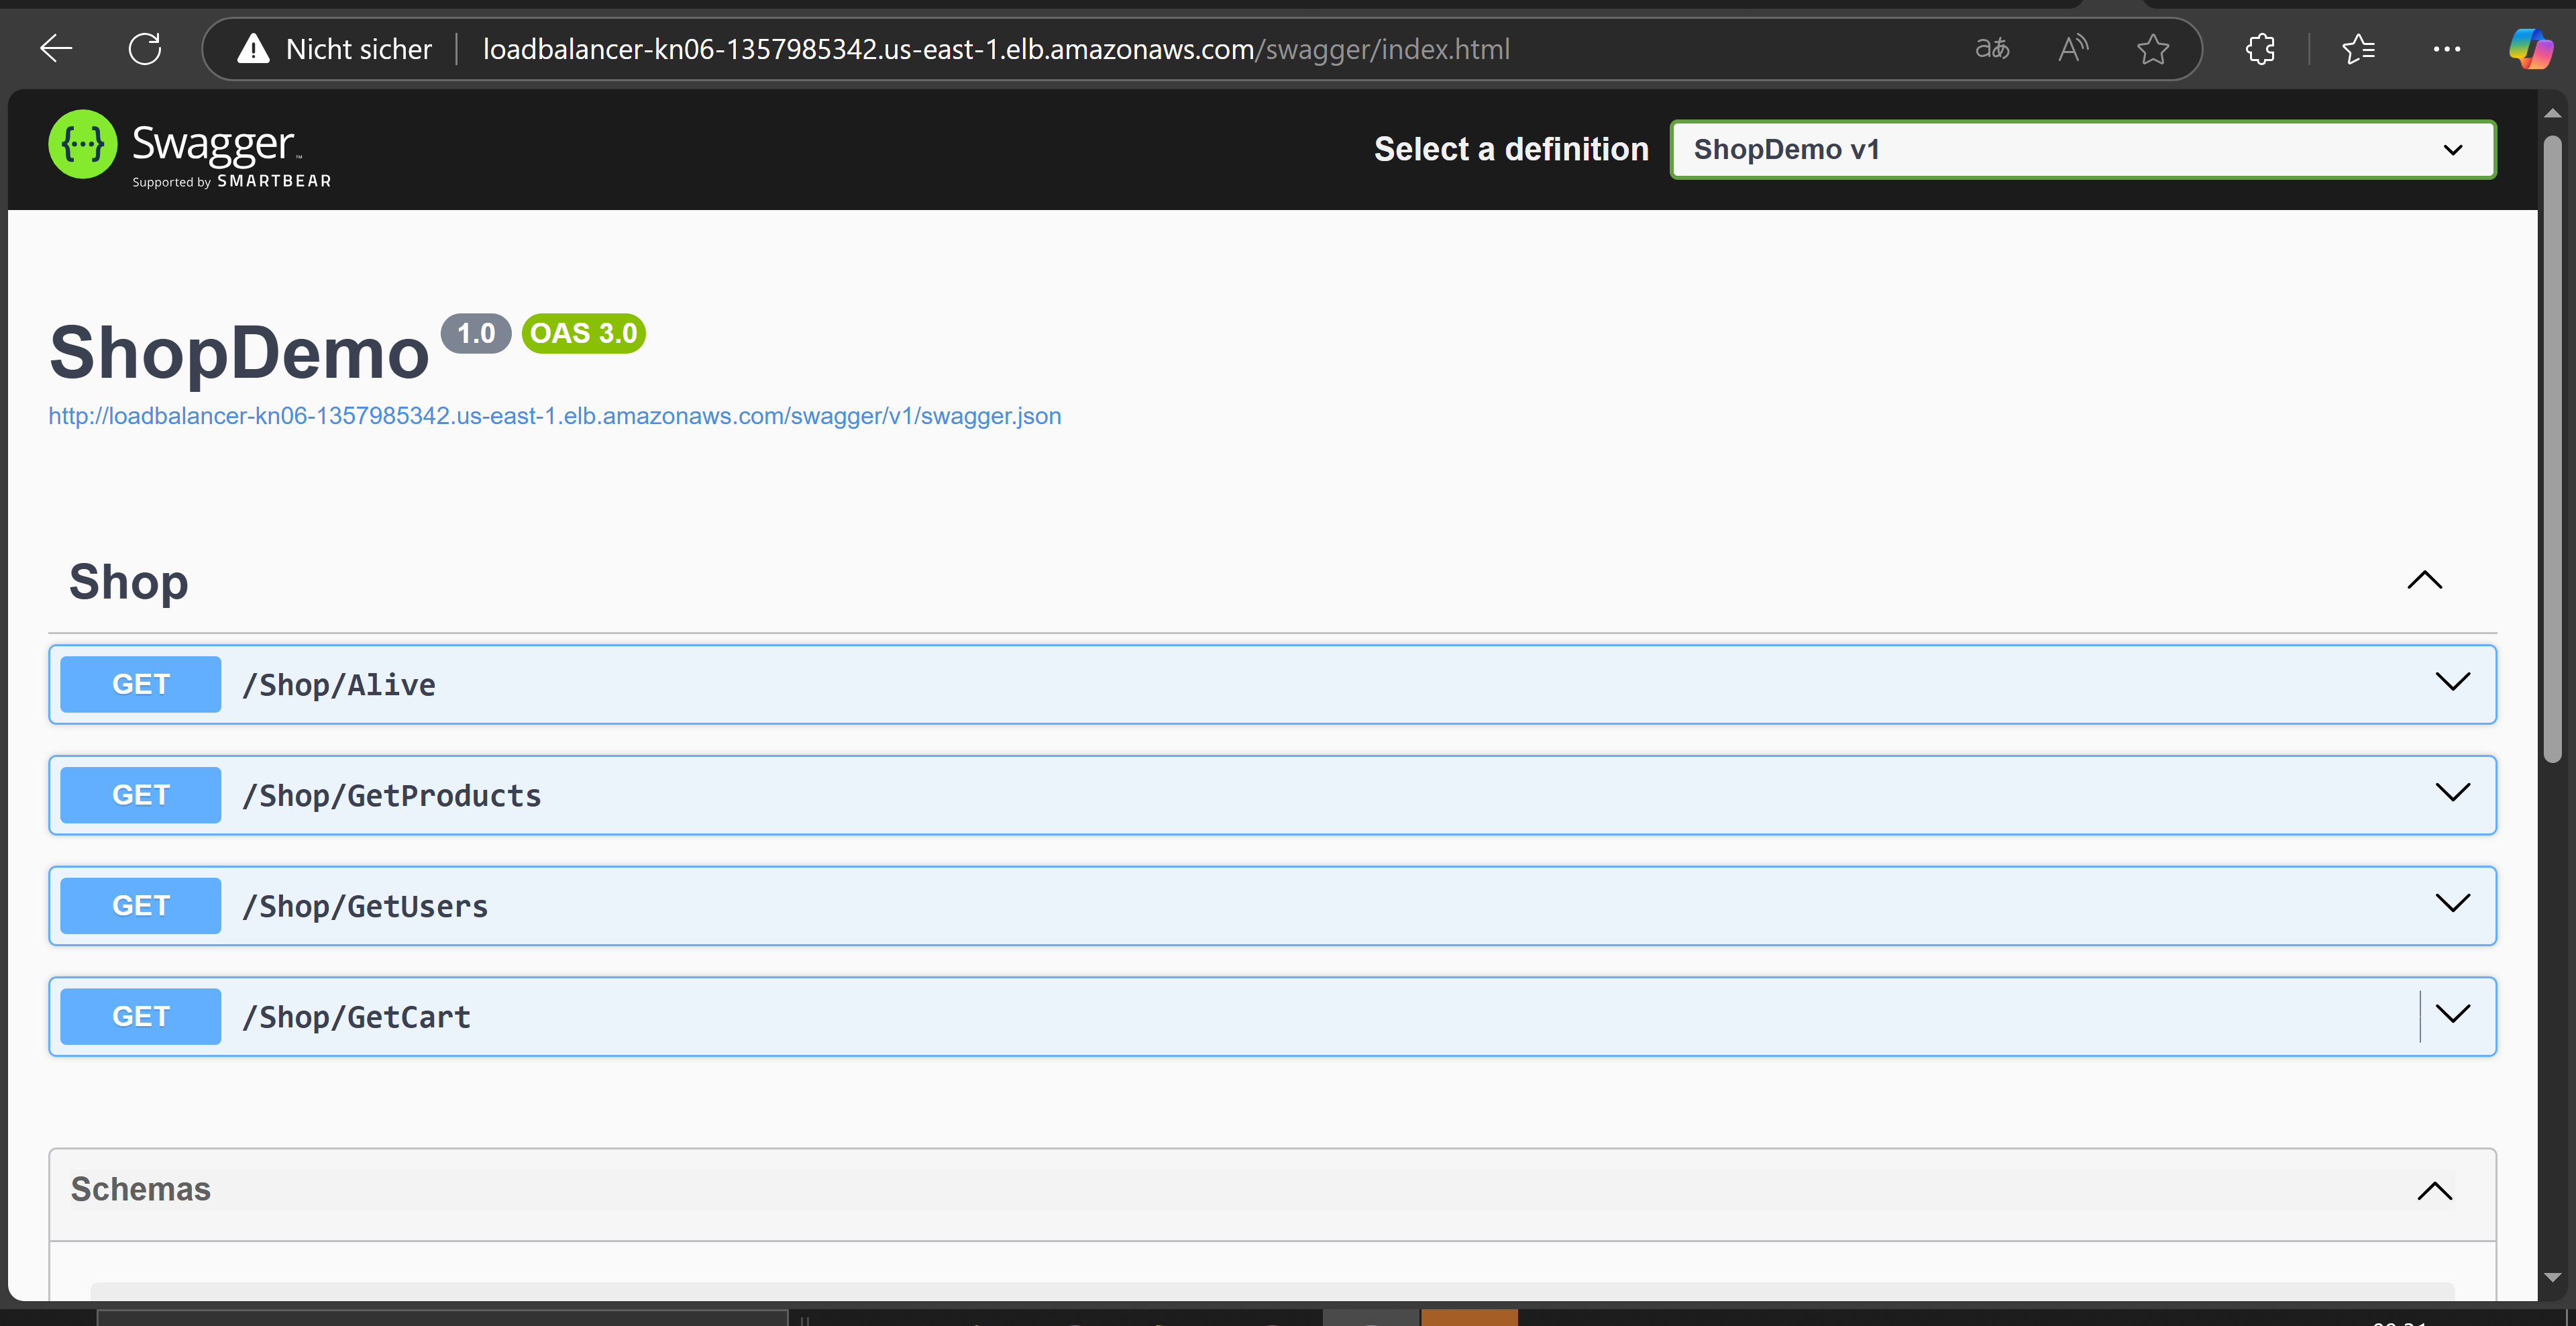 Nicht sicher
loadbalancer-kn06-1357985342.us-east-1.elb.amazonaws.com/swagger/index.html
Swagger
Supported by SMARTBEAR
Select a definition
ShopDemo v1
ShopDemo 1.0 OAS 3.0
http://loadbalancer-kn06-1357985342.us-east-1.elb.amazonaws.com/swagger/v1/swagger.json
Shop
GET /Shop/Alive
GET /Shop/GetProducts
GET /Shop/GetUsers
GET /Shop/GetCart
Schemas